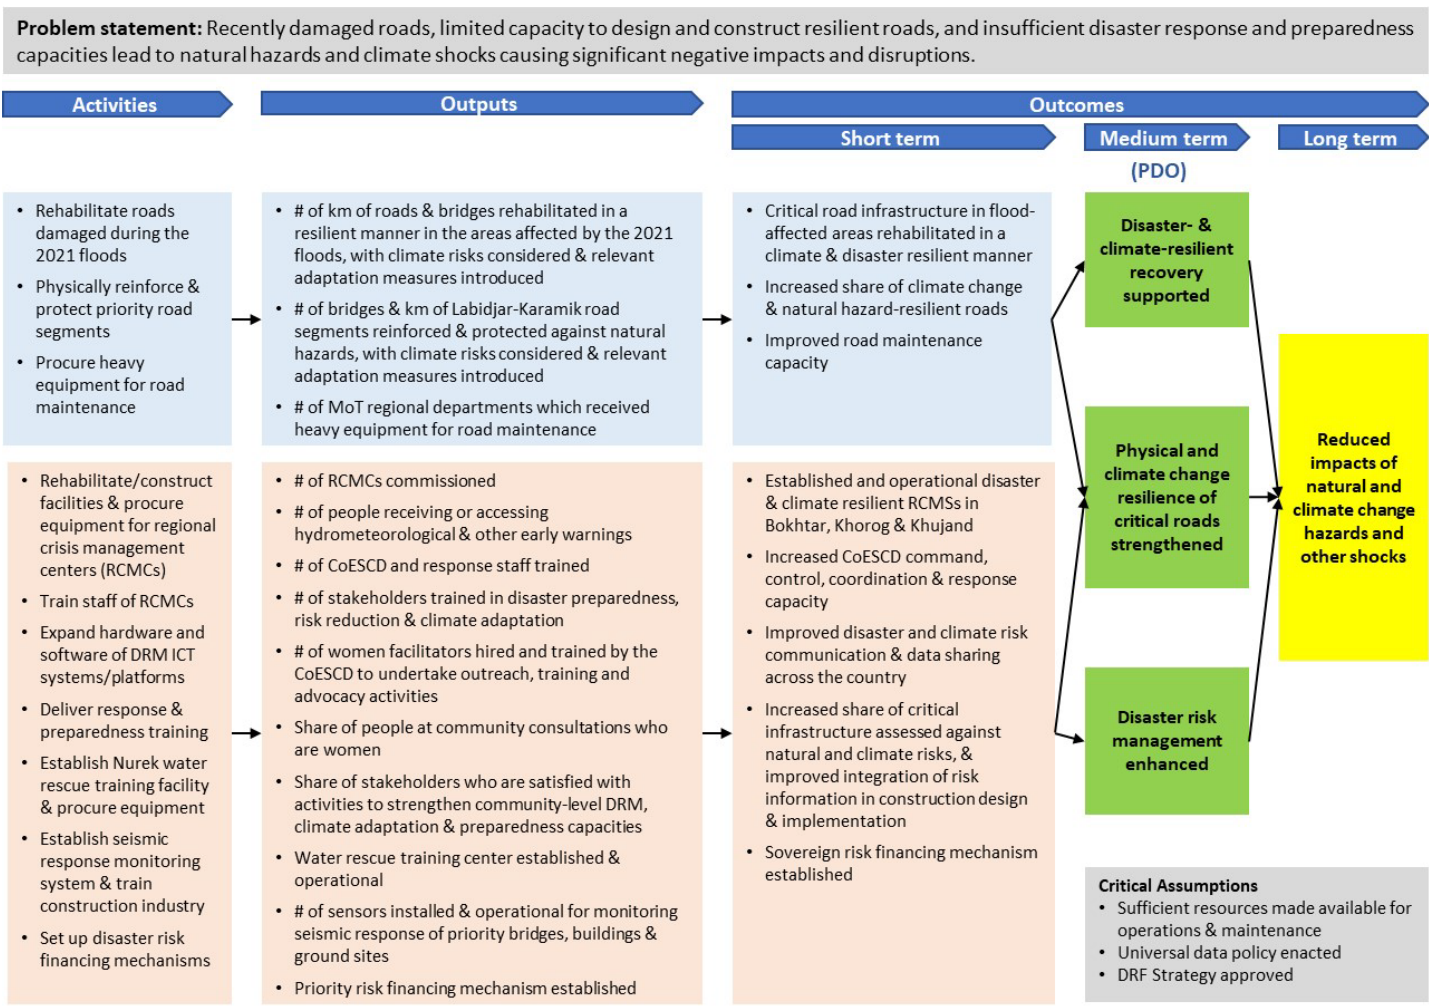 Problem statement: Recently damaged roads, limited capacity to design and construct resilient roads, and insufficient disaster response and preparedness
capacities lead to natural hazards and climate shocks causing significant negative impacts and disruptions.
Activities
Outputs
Outcomes
Short term
Medium term
Long term
(PDO)
• Rehabilitate roads
damaged during the
2021 floods
• Physically reinforce &
protect priority road
segments
• Procure heavy
equipment for road
maintenance
• # of km of roads & bridges rehabilitated in a
resilient manner in the areas affected by the 2021
floods, with climate risks considered & relevant
adaptation measures introduced
• # of bridges & km of Labidjar-Karamik road
segments reinforced & protected against natural
hazards, with climate risks considered & relevant
adaptation measures introduced
• # of MoT regional departments which received
heavy equipment for road maintenance
• Critical road infrastructure in flood-
affected areas rehabilitated in a
climate & disaster resilient manner
• Increased share of climate change
& natural hazard-resilient roads
• Improved road maintenance
capacity
• Rehabilitate/construct
facilities & procure
equipment for regional
crisis management
centers (RCMCs)
• Train staff of RCMCs
• Expand hardware and
software of DRM ICT
systems/platforms
• Deliver response &
preparedness training
• Establish Nurek water
rescue training facility
& procure equipment
• Establish seismic
response monitoring
system & train
construction industry
• Set up disaster risk
financing mechanisms
• # of RCMCs commissioned
• # of people receiving or accessing
hydrometeorological & other early warnings
• # of CoESCD and response staff trained
• # of stakeholders trained in disaster preparedness,
risk reduction & climate adaptation
• # of women facilitators hired and trained by the
CoESCD to undertake outreach, training and
advocacy activities
• Share of people at community consultations who
are women
• Share of stakeholders who are satisfied with
activities to strengthen community-level DRM,
climate adaptation & preparedness capacities
• Water rescue training center established &
operational
• # of sensors installed & operational for monitoring
seismic response of priority bridges, buildings &
ground sites
• Priority risk financing mechanism established
• Established and operational disaster
& climate resilient RCMSs in
Bokhtar, Khorog & Khujand
• Increased CoESCD command,
control, coordination & response
capacity
• Improved disaster and climate risk
communication & data sharing
across the country
• Increased share of critical
infrastructure assessed against
natural and climate risks, &
improved integration of risk
information in construction design
& implementation
• Sovereign risk financing mechanism
established
Disaster- &
climate-resilient
recovery
supported
Physical and
climate change
resilience of
critical roads
strengthened
Disaster risk
management
enhanced
Reduced
impacts of
natural and
climate change
hazards and
other shocks
Critical Assumptions
• Sufficient resources made available for
operations & maintenance
• Universal data policy enacted
• DRF Strategy approved